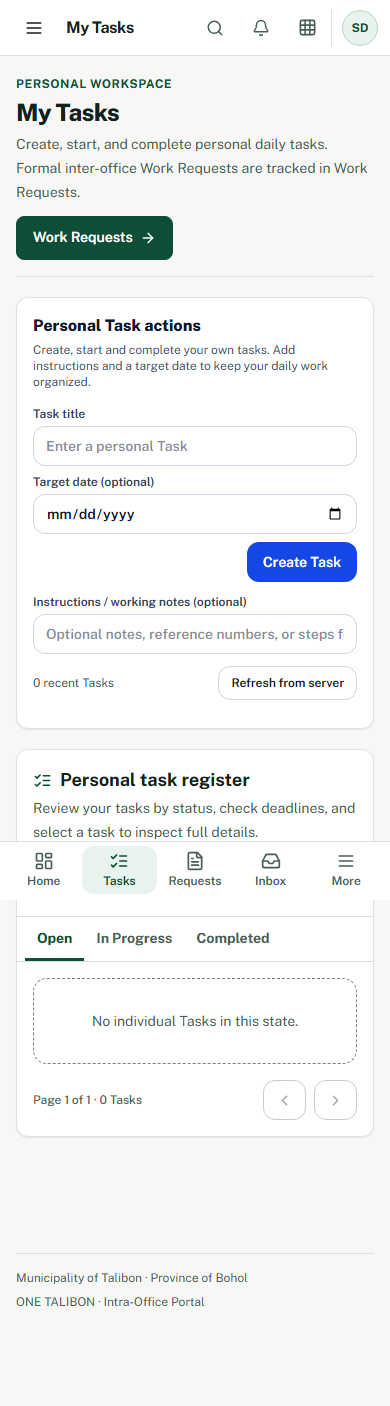 My Tasks
SD
PERSONAL WORKSPACE
My Tasks
Create, start, and complete personal daily tasks.
Formal inter-office Work Requests are tracked in Work
Requests.
Work Requests
Personal Task actions
Create, start and complete your own tasks. Add
instructions and a target date to keep your daily work
organized.
Task title
Enter a personal Task
Target date (optional)
mm/dd/yyyy
Create Task
Instructions / working notes (optional)
Optional notes, reference numbers, or steps f
0 recent Tasks
Refresh from server
Personal task register
Review your tasks by status, check deadlines, and
select a task to inspect full details.
Home
Tasks
Requests
Inbox
More
Open
In Progress
Completed
No individual Tasks in this state.
Page 1 of 1 · 0 Tasks
Municipality of Talibon · Province of Bohol
ONE TALIBON · Intra-Office Portal